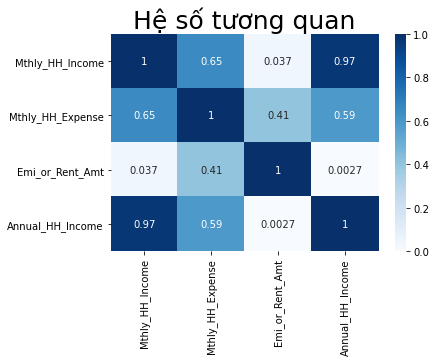 Hệ số tương quan
Mthly_HH_Income 1 0.65 0.037 0.97
Mthly_HH_Expense 0.65 1 0.41 0.59
Emi_or_Rent_Amt 0.037 0.41 1 0.0027
Annual_HH_Income 0.97 0.59 0.0027 1
Mthly_HH_Income
Mthly_HH_Expense
Emi_or_Rent_Amt
Annual_HH_Income
1.0
0.8
0.6
0.4
0.2
0.0